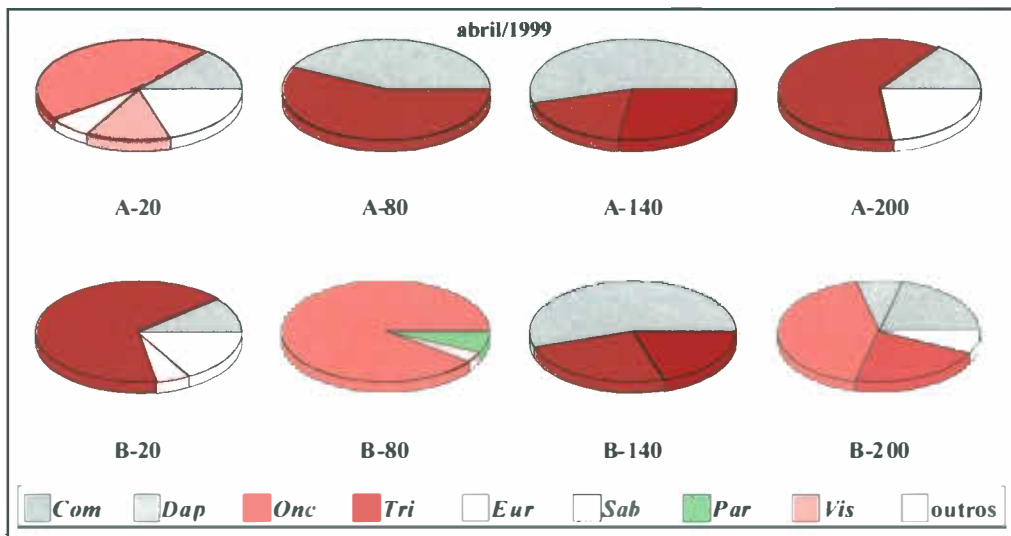 abril/1999
A-20 A-80 A-140 A-200
B-20 B-80 B-140 B-200
Com Dap Onc Tri Eur Sab Par Vis outros